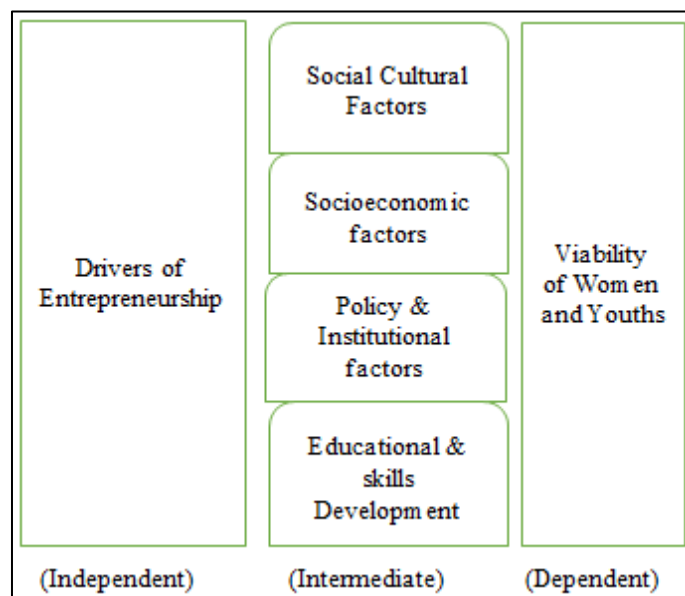 Drivers of
Entrepreneurship
Social Cultural
Factors
Socioeconomic
factors
Policy &
Institutional
factors
Educational &
skills
Development
Viability
of Women
and Youths
(Independent)
(Intermediate)
(Dependent)